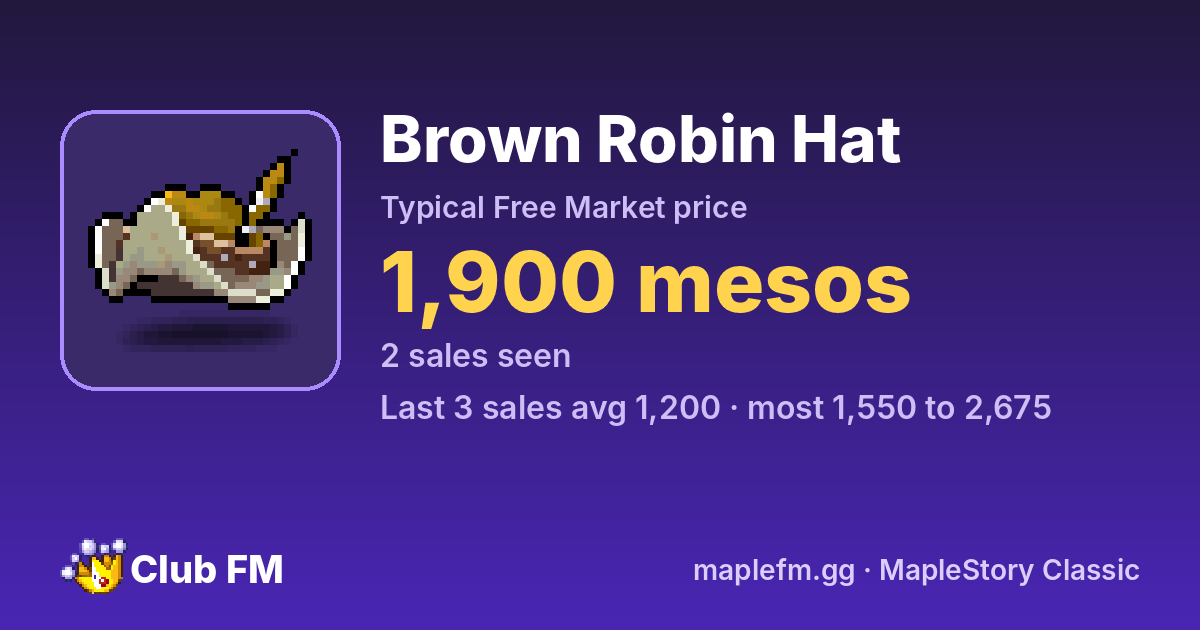 Brown Robin Hat
Typical Free Market price
1,900 mesos
2 sales seen
Last 3 sales avg 1,200 · most 1,550 to 2,675
Club FM
maplefm.gg · MapleStory Classic